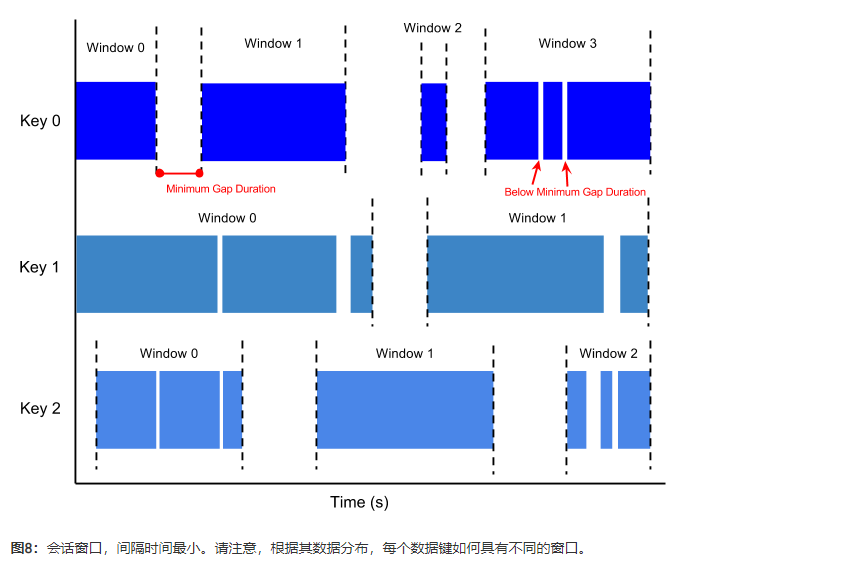 Window 0
Window 1
Window 2
Window 3
Key 0
Minimum Gap Duration
Below Minimum Gap Duration
Window 0
Window 1
Key 1
Window 0
Window 1
Window 2
Key 2
Time (s)
图8：会话窗口，间隔时间最小。请注意，根据其数据分布，每个数据键如何具有不同的窗口。